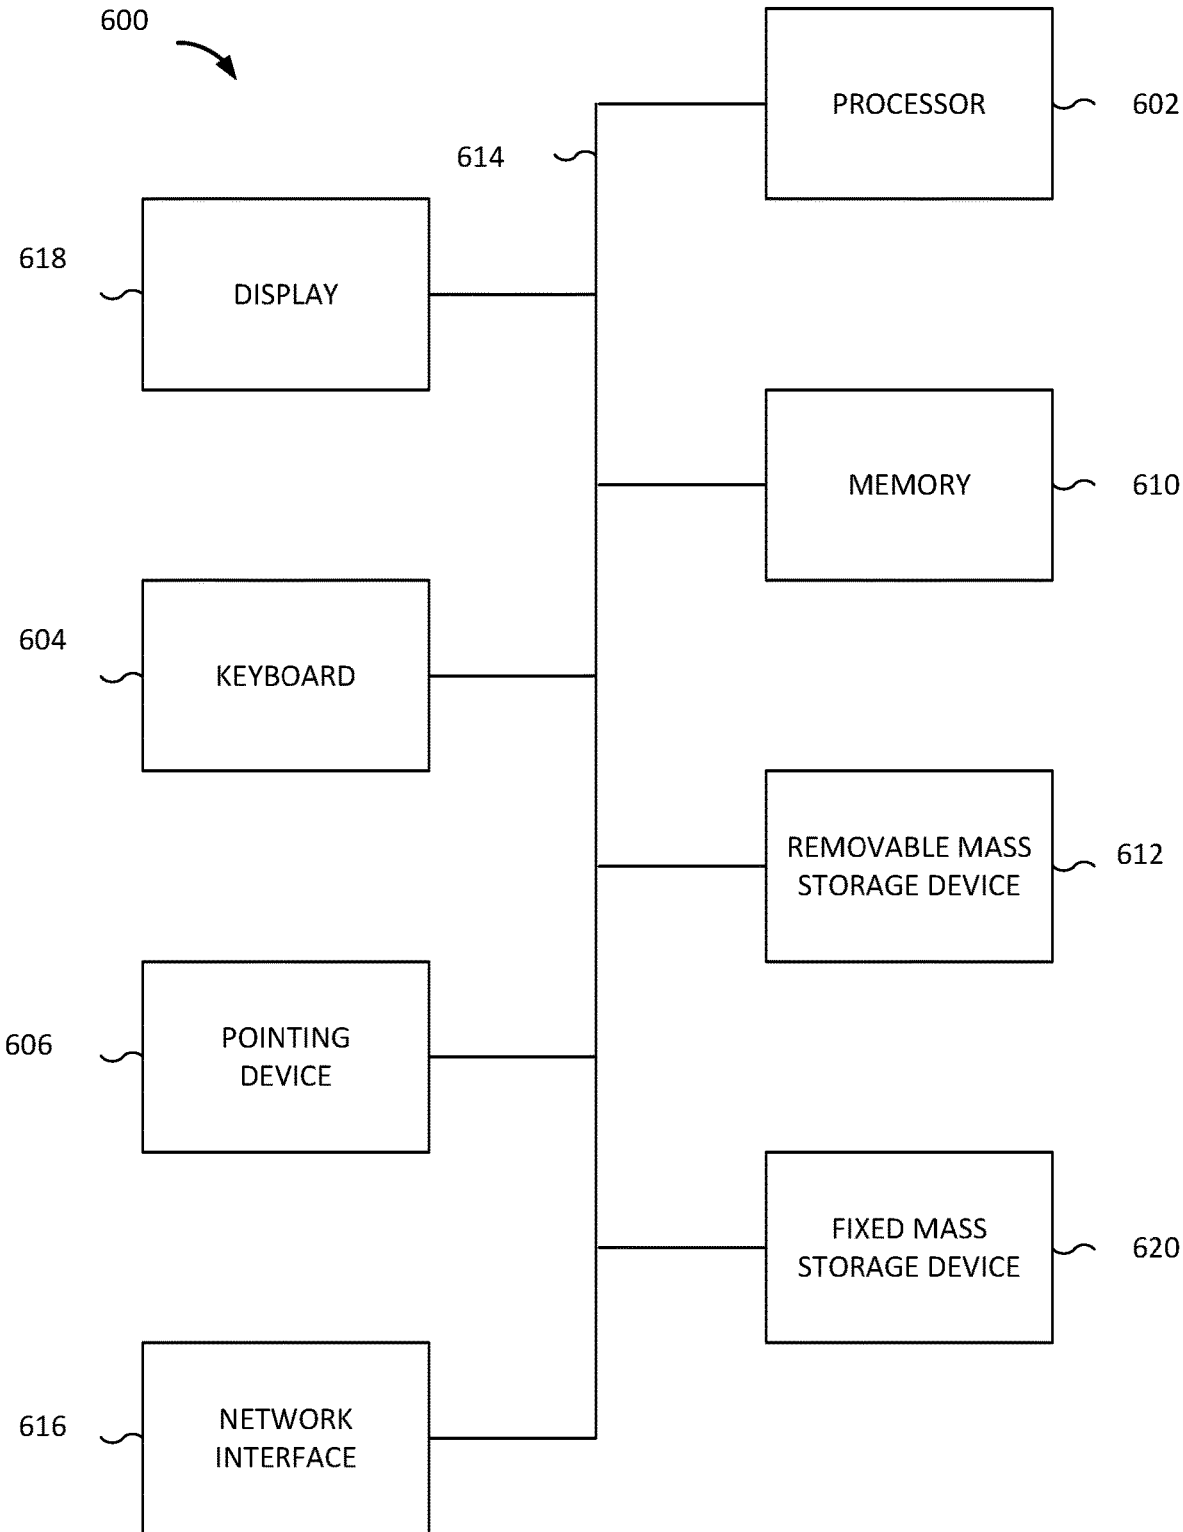 600
PROCESSOR
602
614
618
DISPLAY
MEMORY
610
604
KEYBOARD
REMOVABLE MASS
STORAGE DEVICE
612
606
POINTING
DEVICE
FIXED MASS
STORAGE DEVICE
620
616
NETWORK
INTERFACE